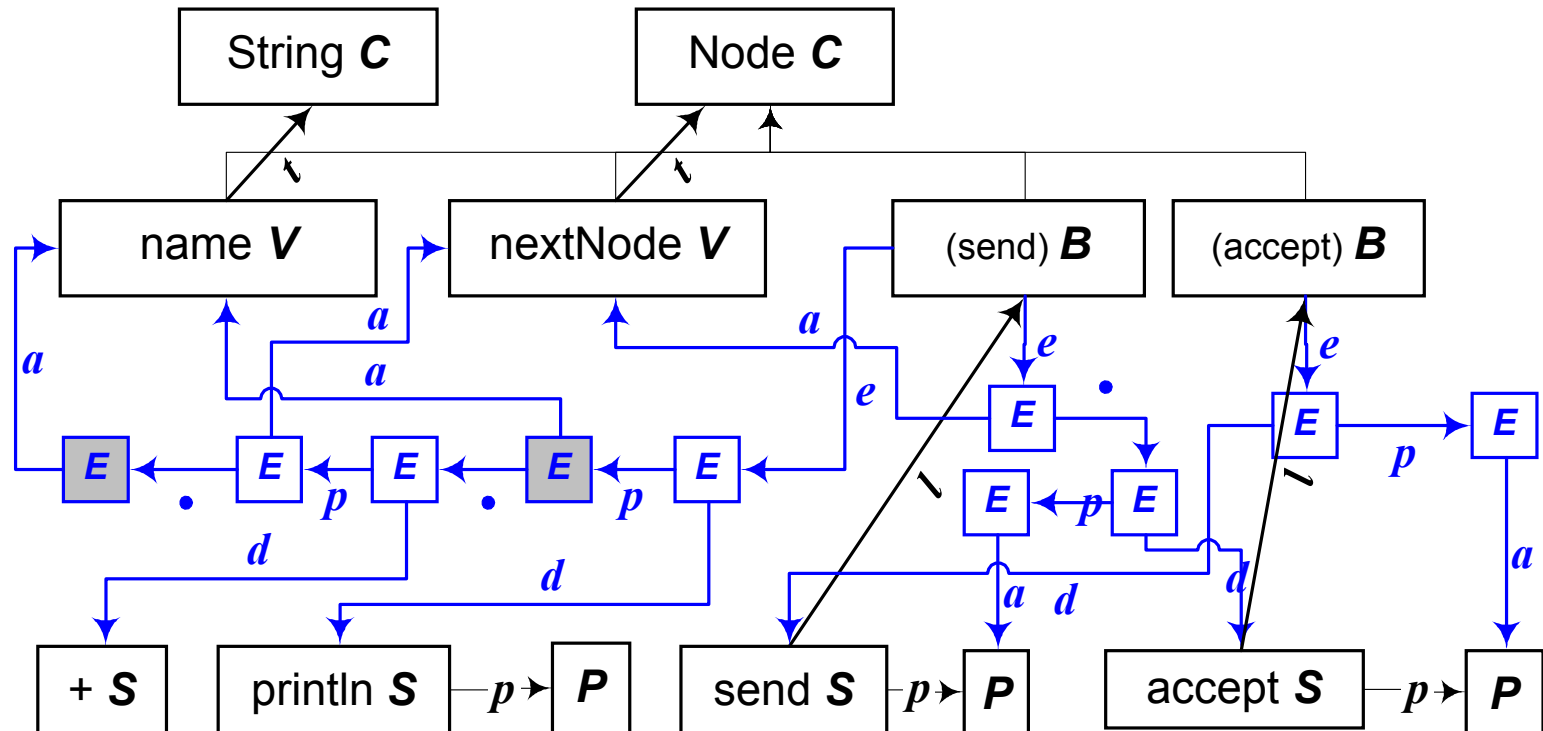 String C
Node C
t
t
name V
nextNode V
(send) B
(accept) B
a
a
a
a
e
e
e
•
E
E
E
E
E
E
E
E
E
E
•
p
•
p
p
p
l
l
d
d
a
d
d
a
+ S
println S
p
P
send S
p
P
accept S
p
P